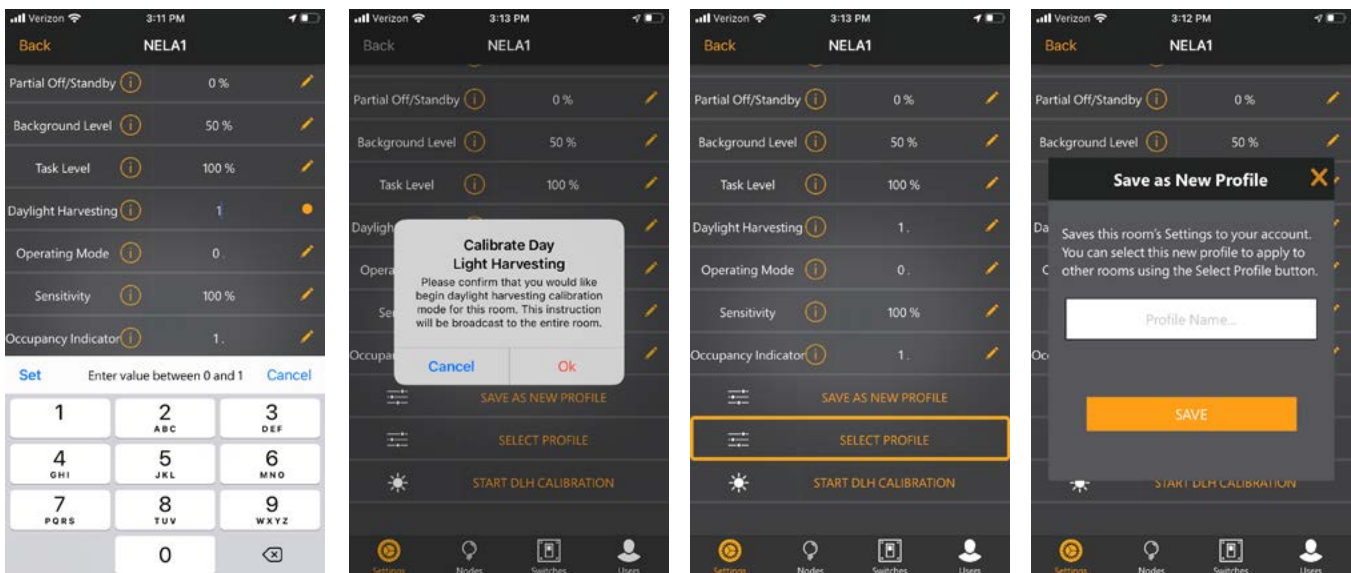 Verizon 3:11 PM
Back NELA1
Partial Off/Standby i 0 %
Background Level i 50 %
Task Level i 100 %
Daylight Harvesting i 1
Operating Mode i 0 .
Sensitivity i 100 %
Occupancy Indicator i 1 .
Set Enter value between 0 and 1 Cancel
1 2 3
ABC DEF
4 5 6
GHI JKL MNO
7 8 9
PQRS TUV WXYZ
0
Verizon 3:13 PM
Back NELA1
Partial Off/Standby i 0 %
Background Level i 50 %
Task Level i 100 %
Dayligh
Calibrate Day
Light Harvesting
Opera
Please confirm that you would like
begin daylight harvesting calibration
Se
mode for this room. This instruction
will be broadcast to the entire room.
Occupa
Cancel Ok
SAVE AS NEW PROFILE
SELECT PROFILE
START DLH CALIBRATION
Settings Nodes Switches Users
Verizon 3:13 PM
Back NELA1
Partial Off/Standby i 0 %
Background Level i 50 %
Task Level i 100 %
Daylight Harvesting i 1 .
Operating Mode i 0 .
Sensitivity i 100 %
Occupancy Indicator i 1 .
SAVE AS NEW PROFILE
SELECT PROFILE
START DLH CALIBRATION
Settings Nodes Switches Users
Verizon 3:12 PM
Back NELA1
Partial Off/Standby i 0 %
Background Level i 50 %
Save as New Profile X
Da
Saves this room's Settings to your account.
You can select this new profile to apply to
other rooms using the Select Profile button.
Profile Name...
Oc
SAVE
START DLH CALIBRATION
Settings Nodes Switches Users